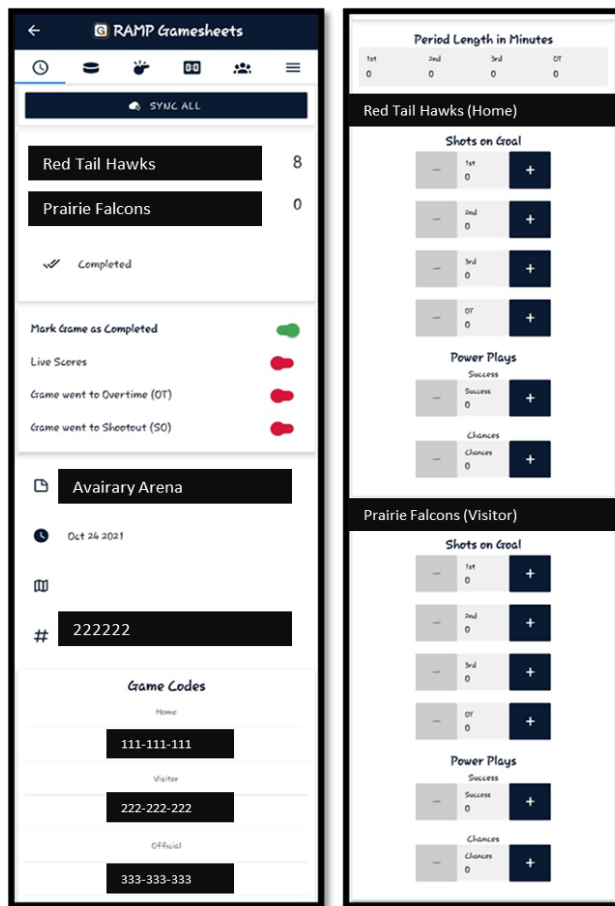 RAMP Gamesheets
0:0
SYNC ALL
Red Tail Hawks 8
Prairie Falcons 0
Completed
Mark Game as Completed
Live Scores
Game went to Overtime (OT)
Game went to Shootout (SO)
Avairary Arena
Oct 24 2021
# 222222
Game Codes
Home
111-111-111
Visitor
222-222-222
Official
333-333-333
Period Length in Minutes
1st 2nd 3rd OT
0 0 0 0
Red Tail Hawks (Home)
Shots on Goal
1st
− 0 +
2nd
− 0 +
3rd
− 0 +
OT
− 0 +
Power Plays
Success
Success
− 0 +
Chances
Chances
− 0 +
Prairie Falcons (Visitor)
Shots on Goal
1st
− 0 +
2nd
− 0 +
3rd
− 0 +
OT
− 0 +
Power Plays
Success
Success
− 0 +
Chances
Chances
− 0 +